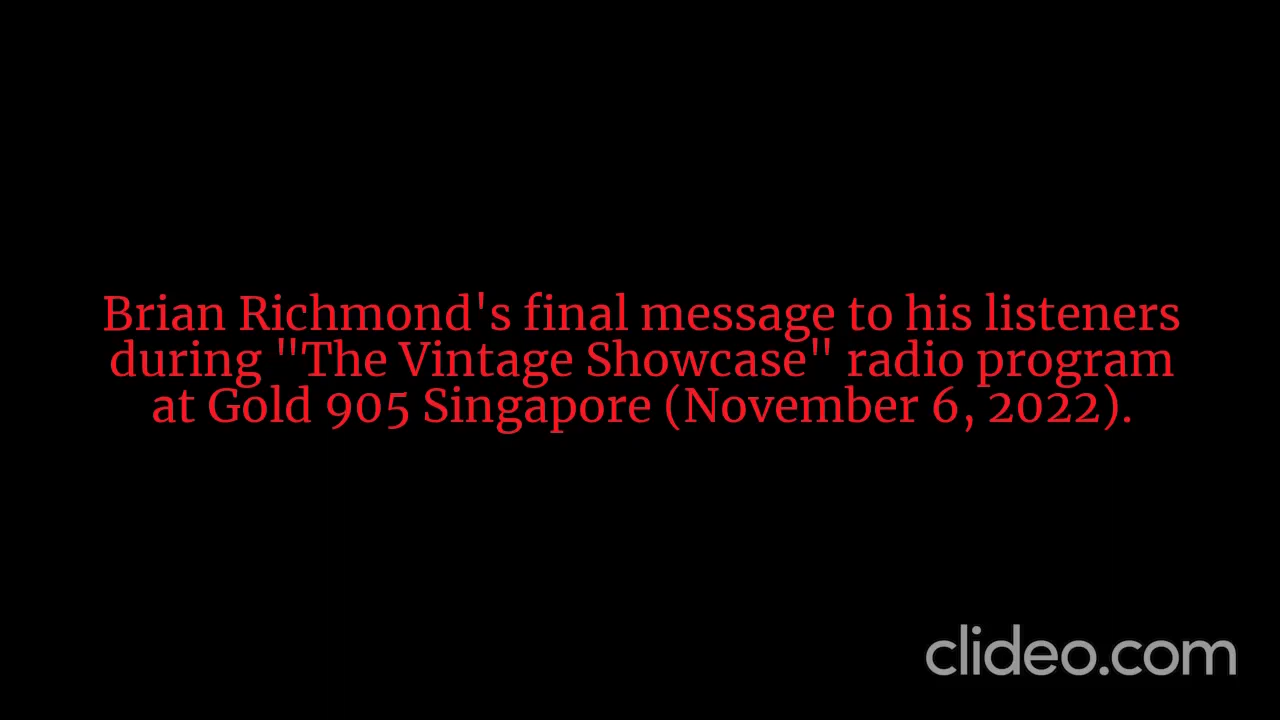 Brian Richmond's final message to his listeners
during "The Vintage Showcase" radio program
at Gold 905 Singapore (November 6, 2022).
clideo.com